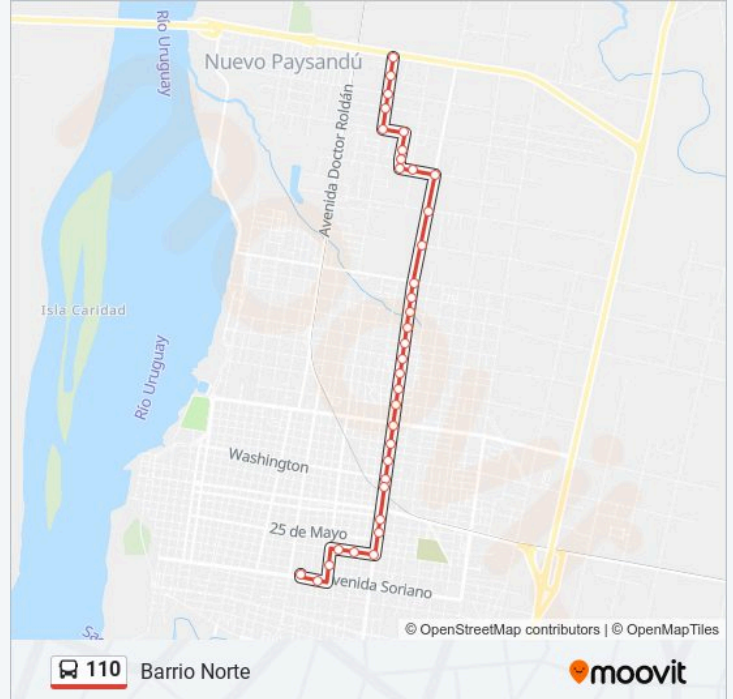 Río Uruguay
Nuevo Paysandú
Avenida Doctor Roldán
Isla Caridad
Río Uruguay
Washington
25 de Mayo
venida Soriano
© OpenStreetMap contributors | © OpenMapTiles
110 Barrio Norte
moovit